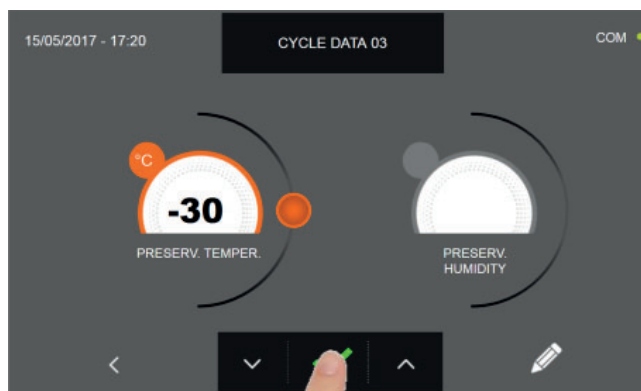 15/05/2017 - 17:20
CYCLE DATA 03
COM
°C
-30
PRESERV. TEMPER.
PRESERV.
HUMIDITY